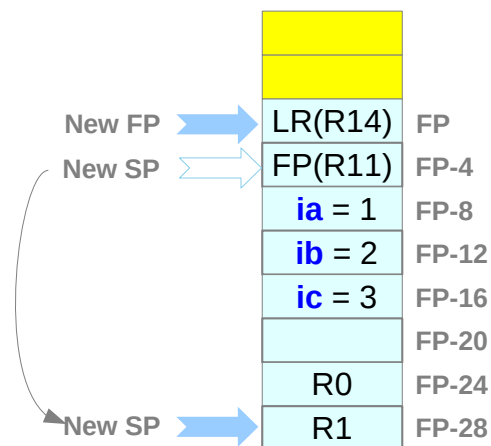 New FP LR(R14) FP
New SP FP(R11) FP-4
ia = 1 FP-8
ib = 2 FP-12
ic = 3 FP-16
FP-20
R0 FP-24
New SP R1 FP-28